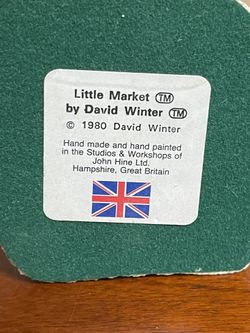 Little Market ™
by David Winter ™
© 1980 David Winter
Hand made and hand painted
in the Studios & Workshops of
John Hine Ltd.
Hampshire, Great Britain